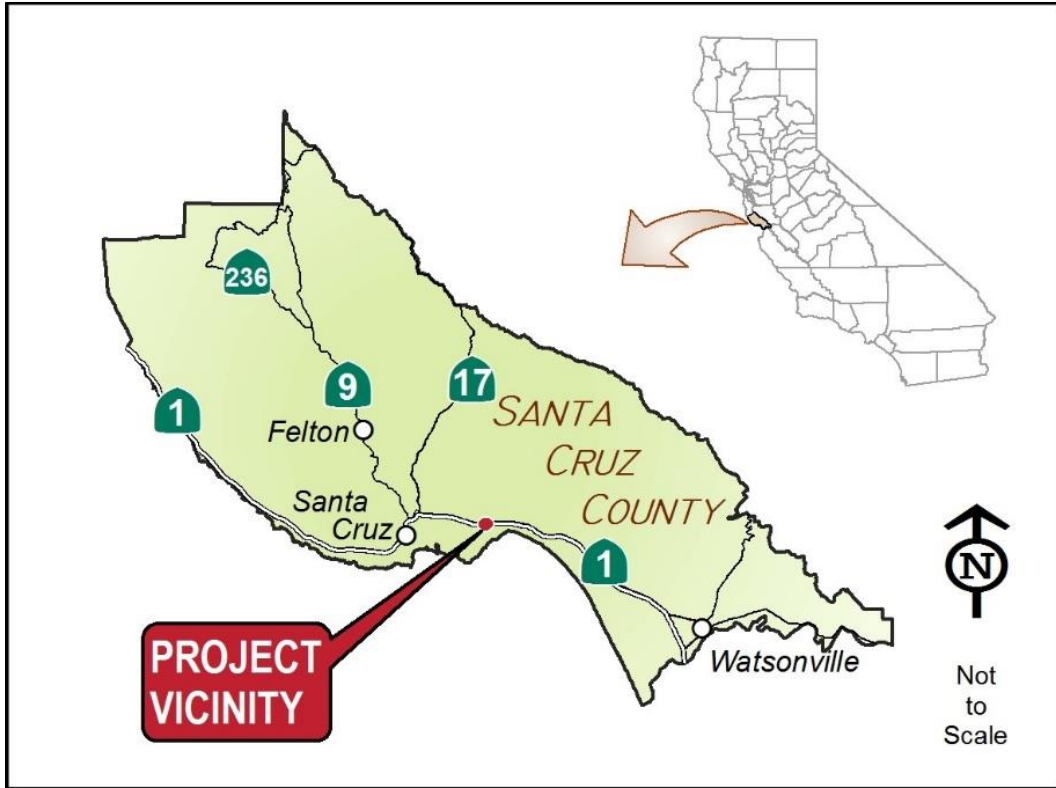 236
9
17
1
Felton
SANTA
CRUZ
COUNTY
Santa
Cruz
1
PROJECT
VICINITY
Watsonville
N
Not
to
Scale